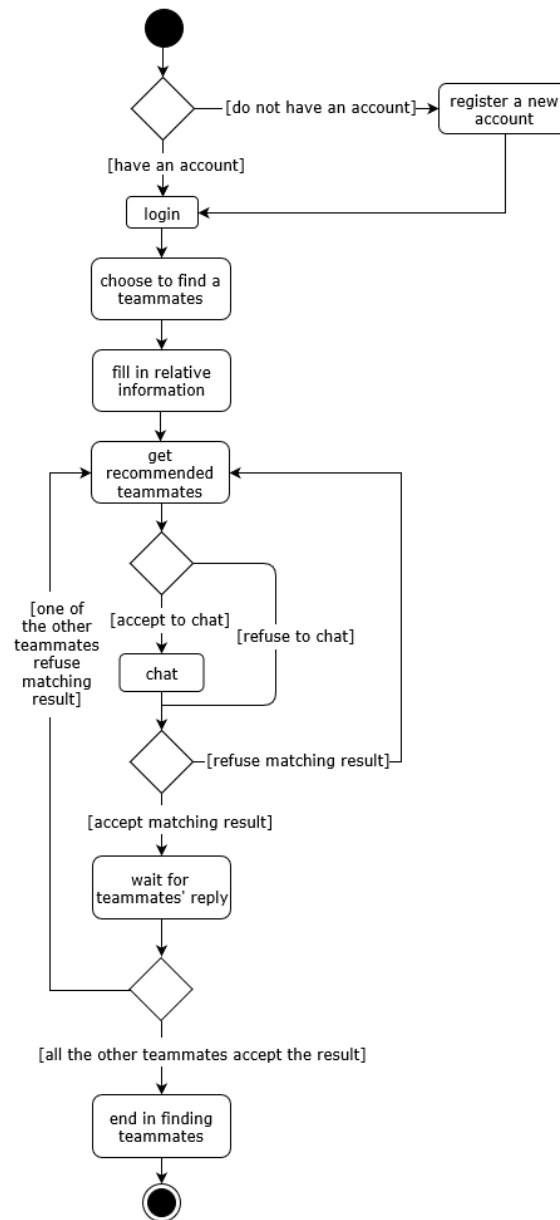 [do not have an account]
register a new
account
[have an account]
login
choose to find a
teammates
fill in relative
information
get
recommended
teammates
[one of
the other
teammates
refuse
matching
result]
[accept to chat]
[refuse to chat]
chat
[refuse matching result]
[accept matching result]
wait for
teammates' reply
[all the other teammates accept the result]
end in finding
teammates